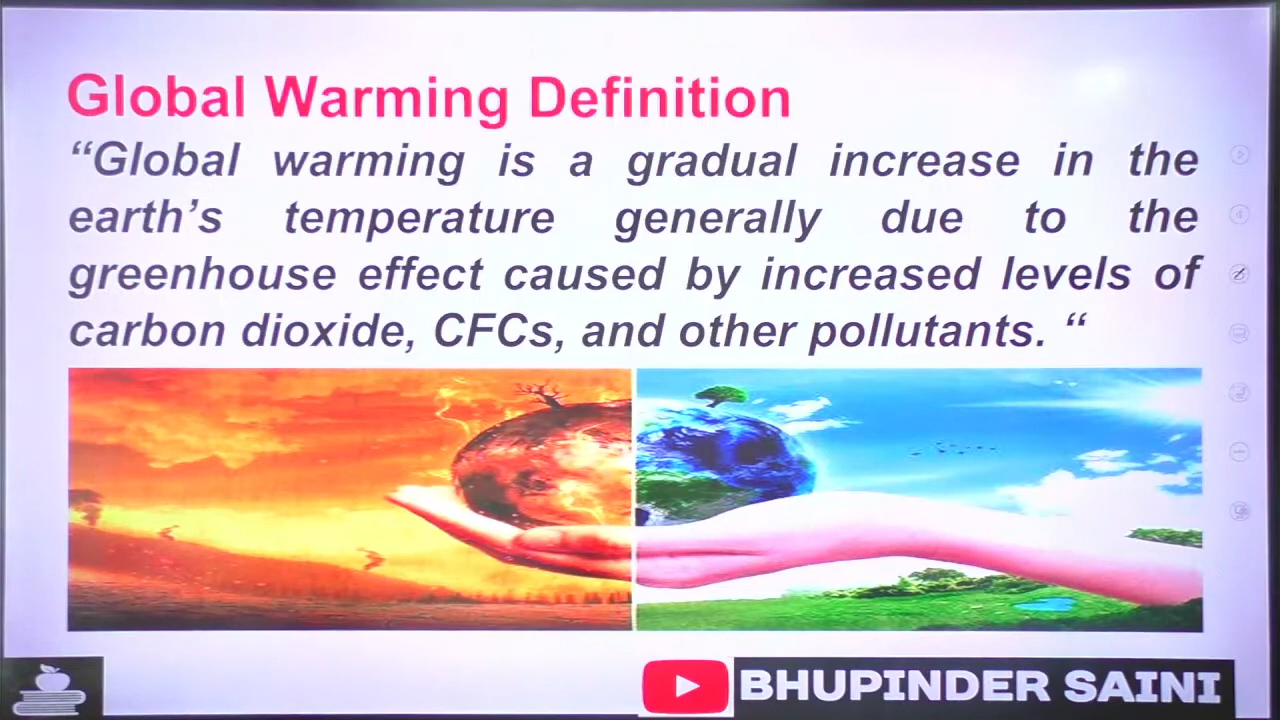 Global Warming Definition
“Global warming is a gradual increase in the
earth’s temperature generally due to the
greenhouse effect caused by increased levels of
carbon dioxide, CFCs, and other pollutants. “
BHUPINDER SAINI